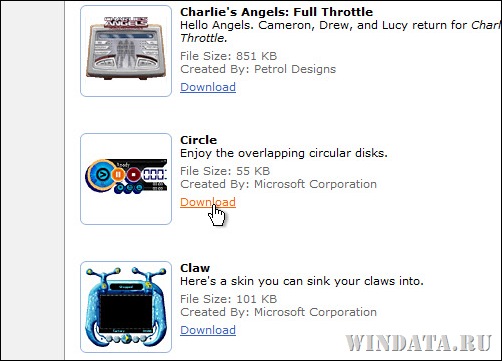 Charlie's Angels: Full Throttle
Hello Angels. Cameron, Drew, and Lucy return for Charl
Throttle.
File Size: 851 KB
Created By: Petrol Designs
Download
Circle
Enjoy the overlapping circular disks.
File Size: 55 KB
Created By: Microsoft Corporation
Download
Claw
Here's a skin you can sink your claws into.
File Size: 101 KB
Created By: Microsoft Corporation
Download
WINDATA.RU